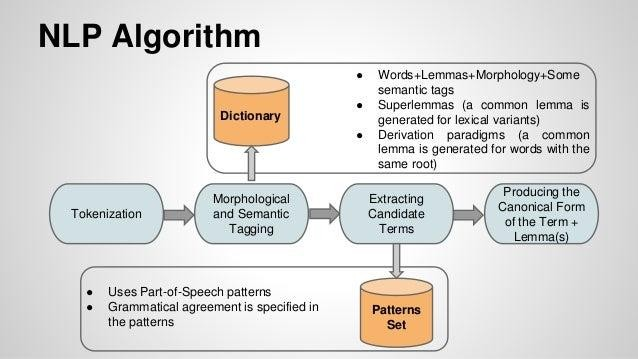 NLP Algorithm
Dictionary
● Words+Lemmas+Morphology+Some
semantic tags
● Superlemmas (a common lemma is
generated for lexical variants)
● Derivation paradigms (a common
lemma is generated for words with the
same root)
Tokenization
Morphological
and Semantic
Tagging
Extracting
Candidate
Terms
Producing the
Canonical Form
of the Term +
Lemma(s)
● Uses Part-of-Speech patterns
● Grammatical agreement is specified in
the patterns
Patterns
Set